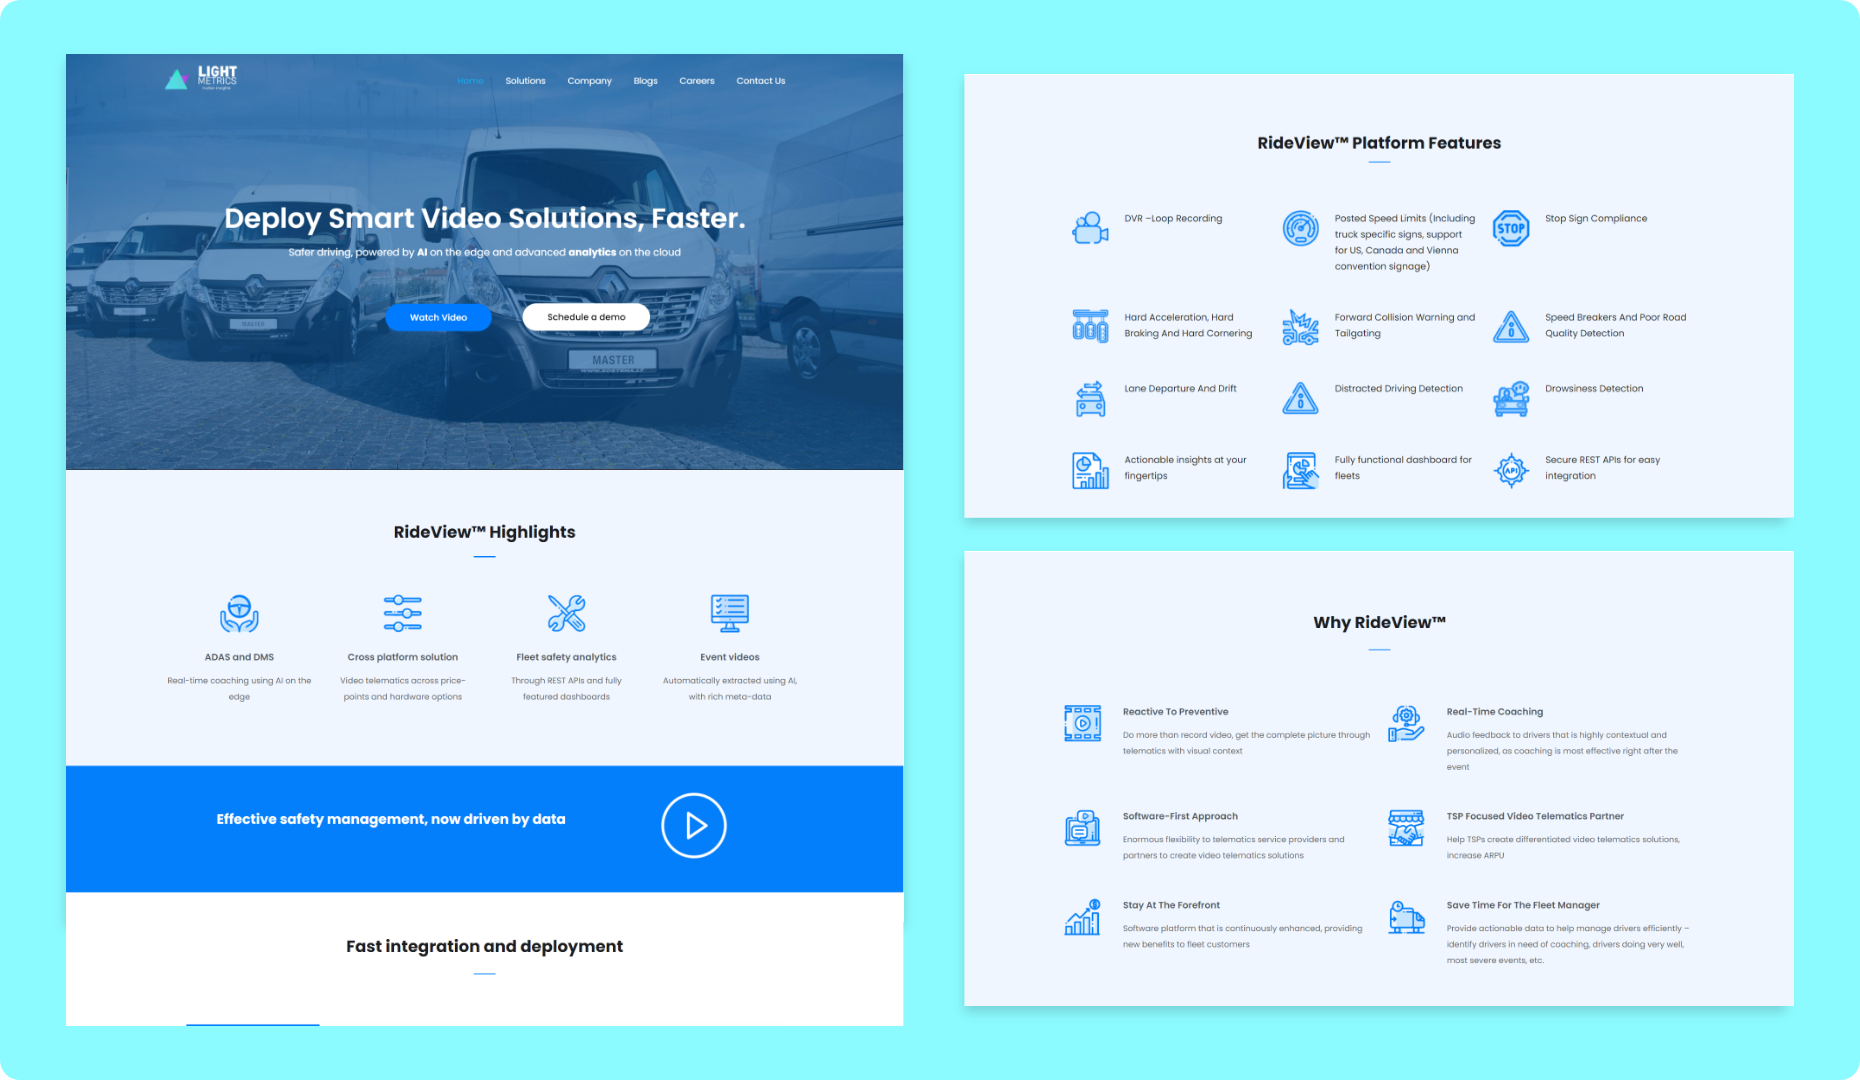 LIGHT
METRICS
Home
Solutions
Company
Blogs
Careers
Contact Us
Deploy Smart Video Solutions, Faster.
Safer driving, powered by AI on the edge and advanced analytics on the cloud
Watch Video
Schedule a demo
MASTER
MASTER
RideView™ Highlights
ADAS and DMS
Real-time coaching using AI on the
edge
Cross platform solution
Video telematics across price-
points and hardware options
Fleet safety analytics
Through REST APIs and fully
featured dashboards
Event videos
Automatically extracted using AI,
with rich meta-data
Effective safety management, now driven by data
Fast integration and deployment
RideView™ Platform Features
DVR –Loop Recording
Posted Speed Limits (Including
truck specific signs, support
for US, Canada and Vienna
convention signage)
STOP
Stop Sign Compliance
Hard Acceleration, Hard
Braking And Hard Cornering
Forward Collision Warning and
Tailgating
Speed Breakers And Poor Road
Quality Detection
Lane Departure And Drift
Distracted Driving Detection
Drowsiness Detection
Actionable insights at your
fingertips
Fully functional dashboard for
fleets
API
Secure REST APIs for easy
integration
Why RideView™
Reactive To Preventive
Do more than record video, get the complete picture through
telematics with visual context
Real-Time Coaching
Audio feedback to drivers that is highly contextual and
personalized, as coaching is most effective right after the
event
Software-First Approach
Enormous flexibility to telematics service providers and
partners to create video telematics solutions
TSP Focused Video Telematics Partner
Help TSPs create differentiated video telematics solutions,
increase ARPU
Stay At The Forefront
Software platform that is continuously enhanced, providing
new benefits to fleet customers
Save Time For The Fleet Manager
Provide actionable data to help manage drivers efficiently –
identify drivers in need of coaching, drivers doing very well,
most severe events, etc.